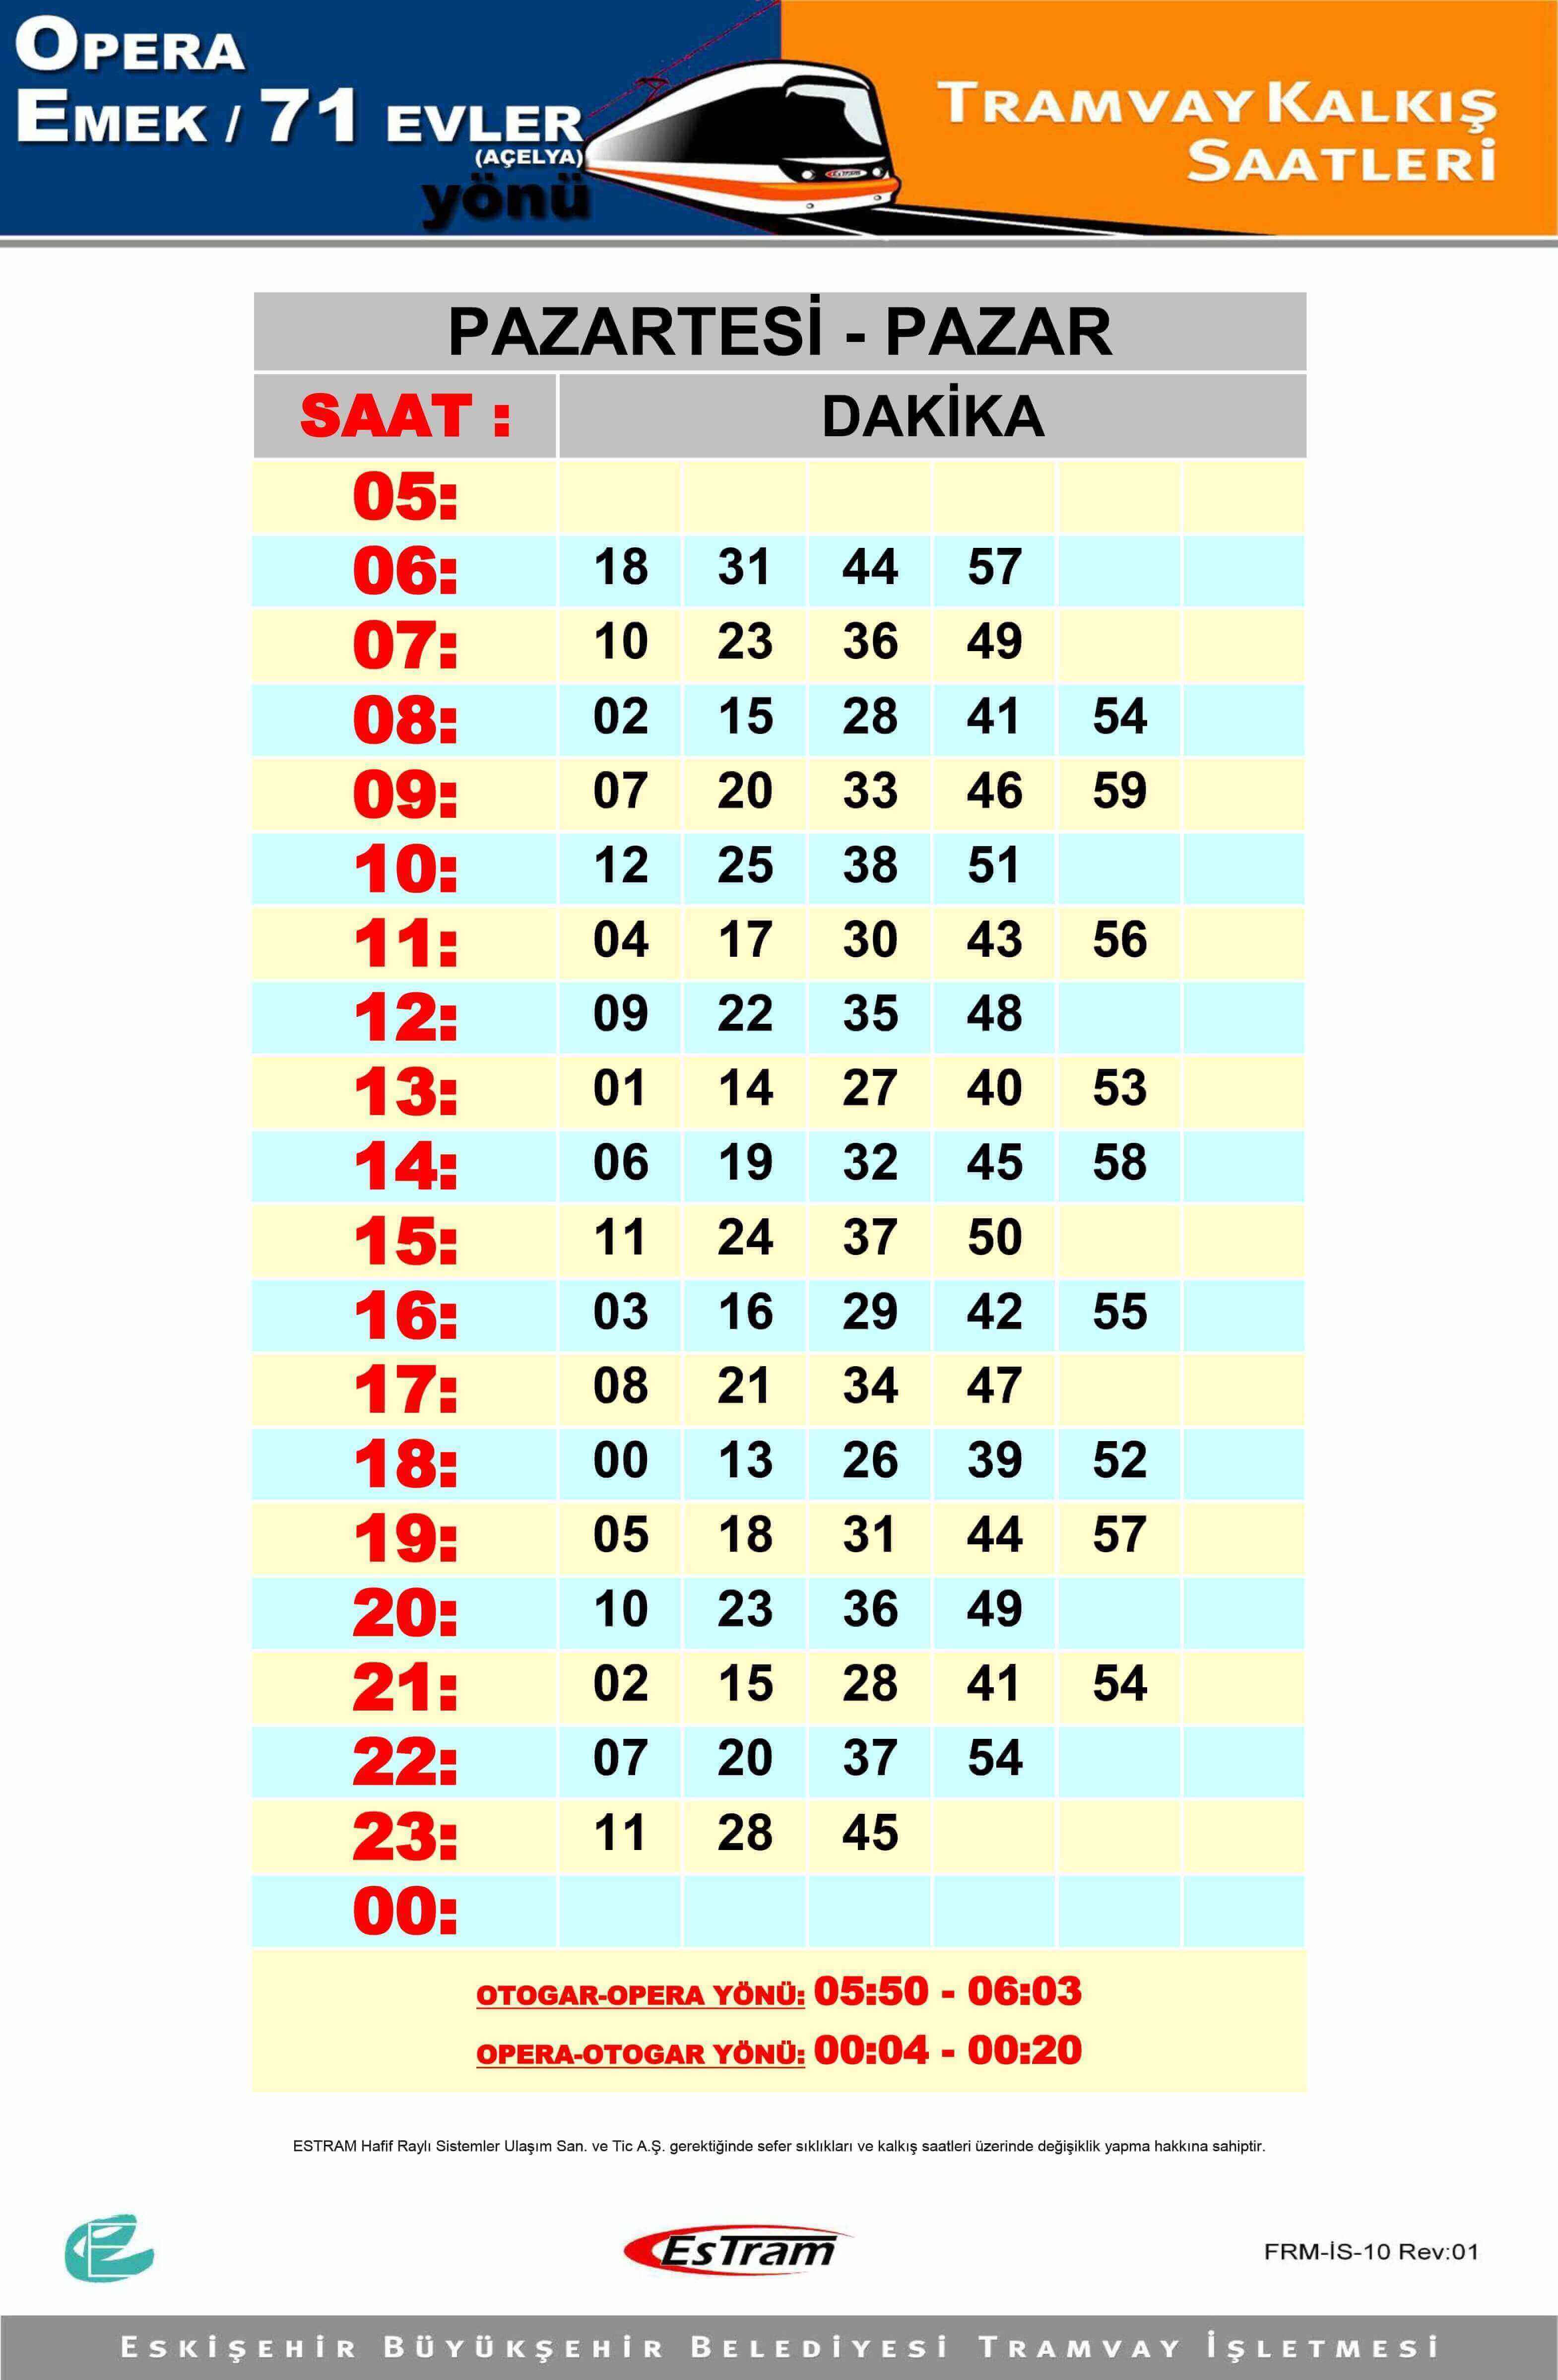 OPERA
EMEK / 71 EVLER
(AÇELYA)
yönü
TRAMVAY KALKIŞ
SAATLERİ
EsTram
PAZARTESİ - PAZAR
SAAT : DAKİKA
05:
06: 18 31 44 57
07: 10 23 36 49
08: 02 15 28 41 54
09: 07 20 33 46 59
10: 12 25 38 51
11: 04 17 30 43 56
12: 09 22 35 48
13: 01 14 27 40 53
14: 06 19 32 45 58
15: 11 24 37 50
16: 03 16 29 42 55
17: 08 21 34 47
18: 00 13 26 39 52
19: 05 18 31 44 57
20: 10 23 36 49
21: 02 15 28 41 54
22: 07 20 37 54
23: 11 28 45
00:
OTOGAR-OPERA YÖNÜ: 05:50 - 06:03
OPERA-OTOGAR YÖNÜ: 00:04 - 00:20
ESTRAM Hafif Raylı Sistemler Ulaşım San. ve Tic A.Ş. gerektiğinde sefer sıklıkları ve kalkış saatleri üzerinde değişiklik yapma hakkına sahiptir.
EsTram
FRM-İS-10 Rev:01
ESKİŞEHİR BÜYÜKŞEHİR BELEDİYESİ TRAMVAY İŞLETMESİ